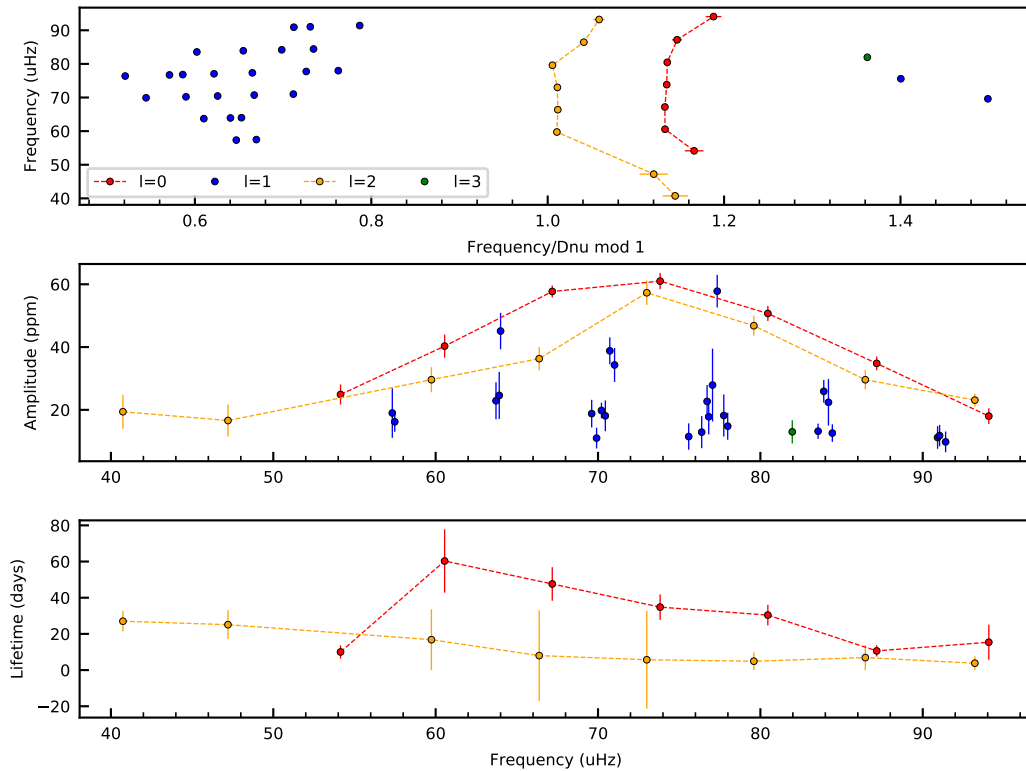 90
80
70
60
50
40
Frequency (uHz)
l=0 l=1 l=2 l=3
0.6 0.8 1.0 1.2 1.4
Frequency/Dnu mod 1
60
40
20
Amplitude (ppm)
40 50 60 70 80 90
80
60
40
20
0
−20
Lifetime (days)
40 50 60 70 80 90
Frequency (uHz)